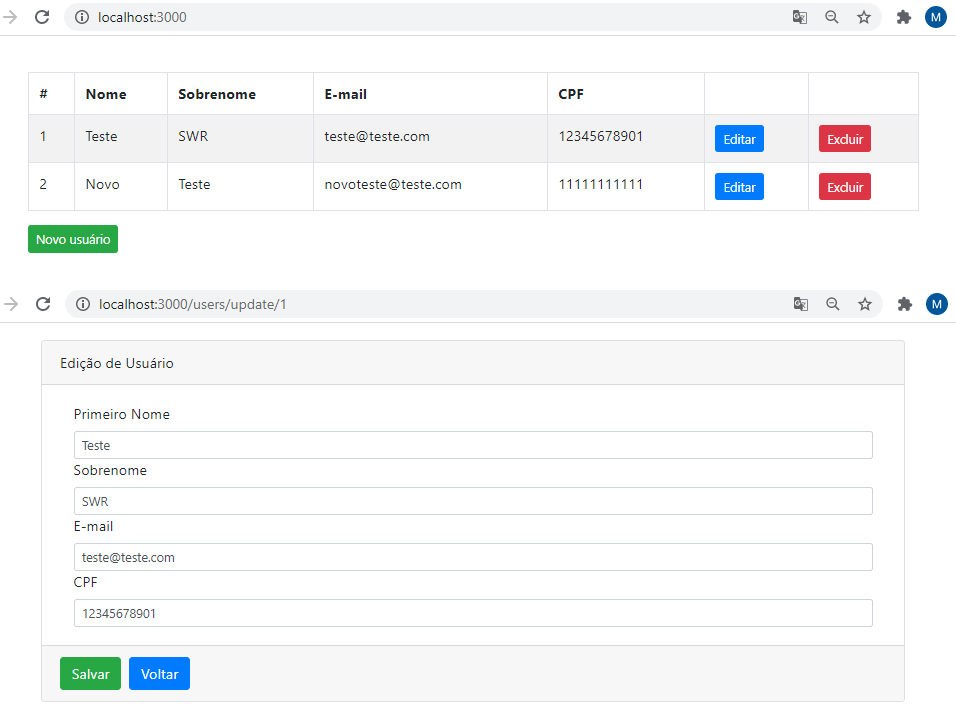 localhost:3000
M
# Nome Sobrenome E-mail CPF
1 Teste SWR teste@teste.com 12345678901 Editar Excluir
2 Novo Teste novoteste@teste.com 11111111111 Editar Excluir
Novo usuário
localhost:3000/users/update/1
M
Edição de Usuário
Primeiro Nome
Teste
Sobrenome
SWR
E-mail
teste@teste.com
CPF
12345678901
Salvar Voltar